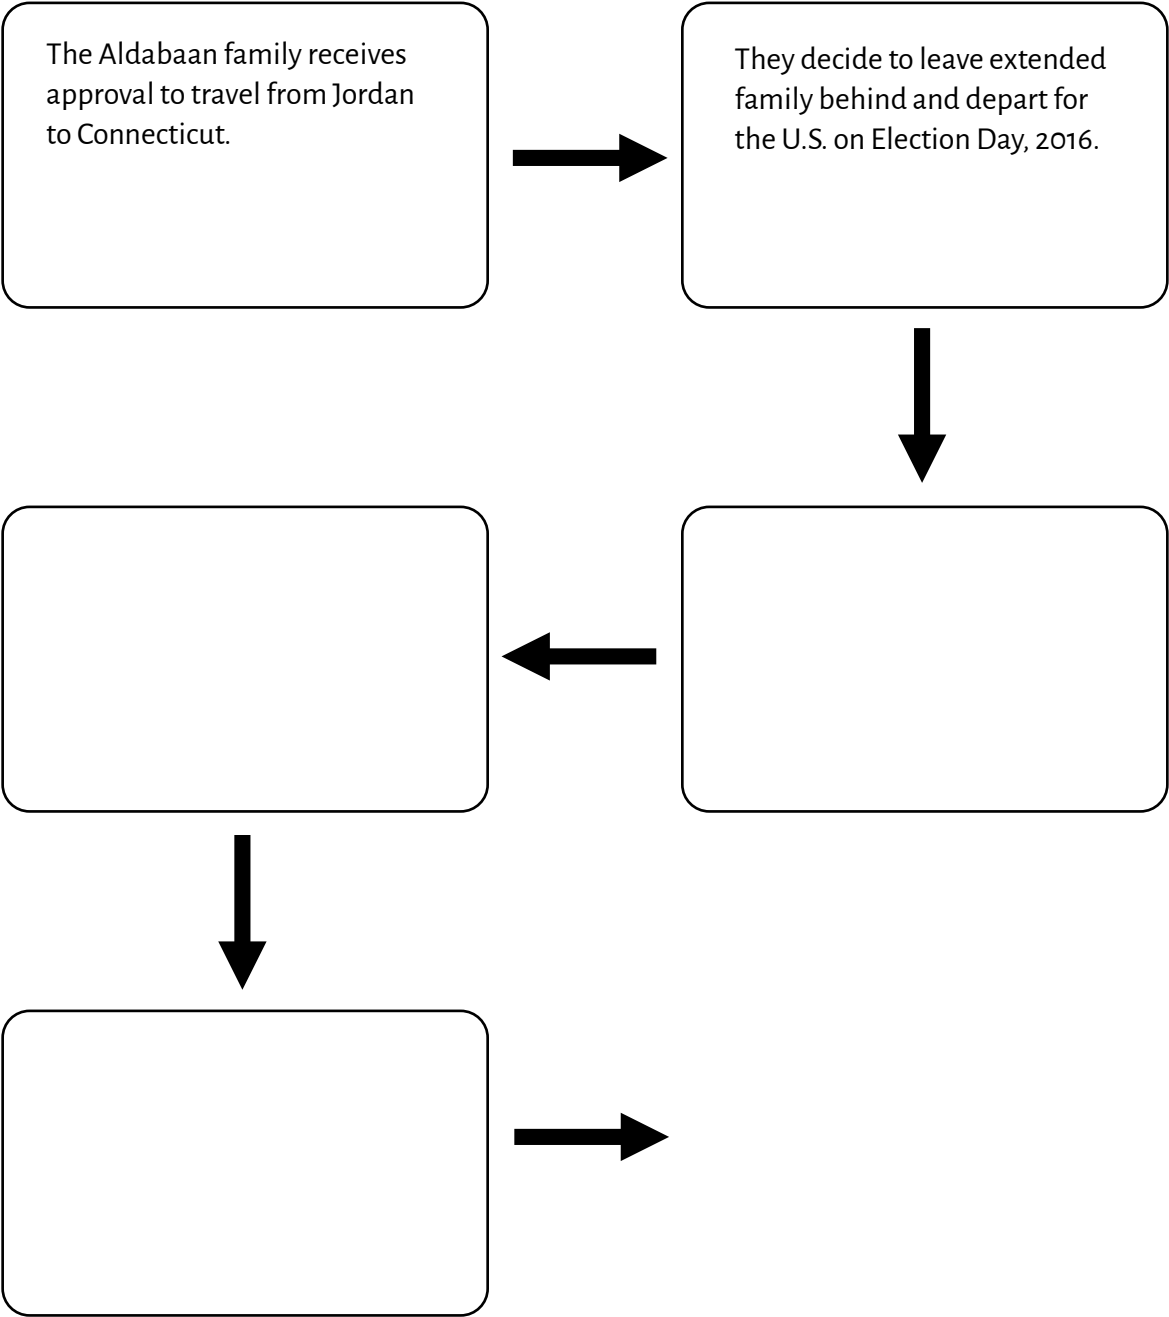 The Aldabaan family receives
approval to travel from Jordan
to Connecticut.
They decide to leave extended
family behind and depart for
the U.S. on Election Day, 2016.